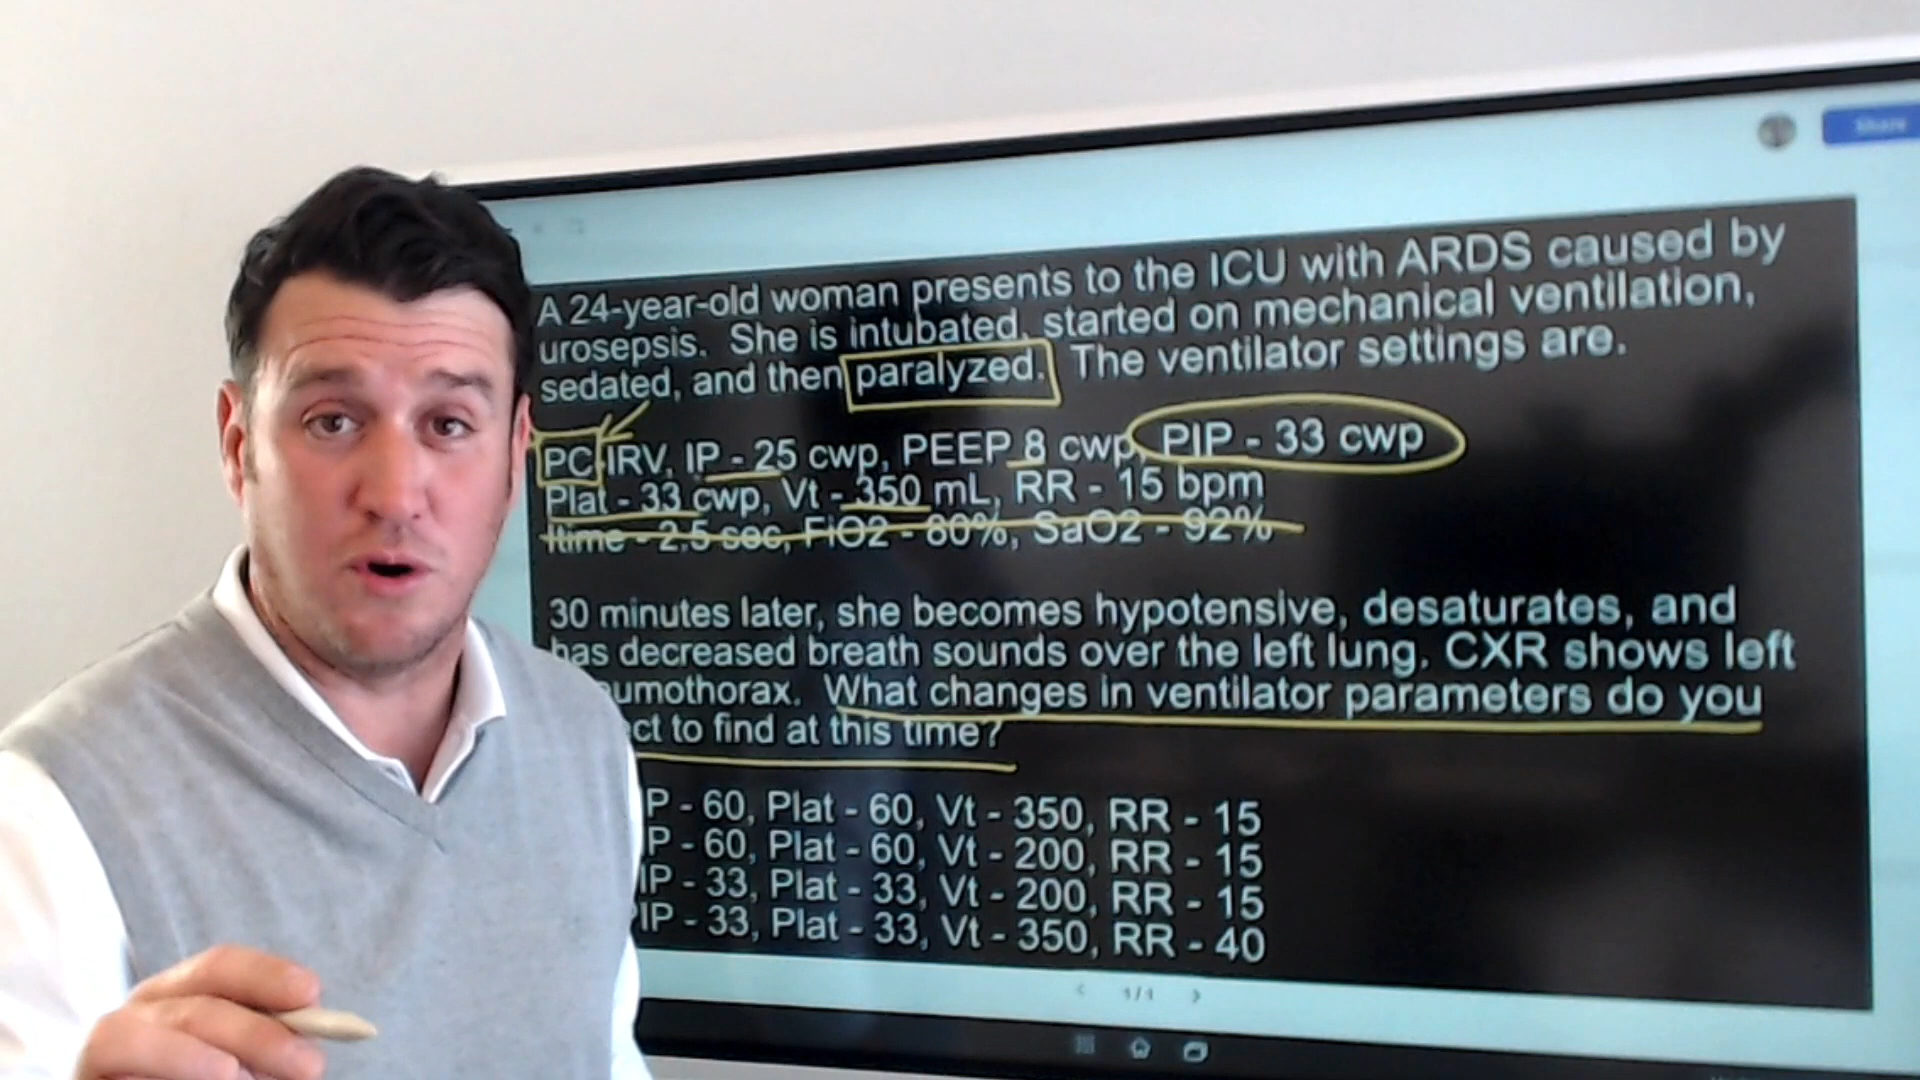 Share
A 24-year-old woman presents to the ICU with ARDS caused by
urosepsis. She is intubated, started on mechanical ventilation,
sedated, and then paralyzed. The ventilator settings are.
PC IRV, IP - 25 cwp, PEEP 8 cwp, PIP - 33 cwp
Plat - 33 cwp, Vt - 350 mL, RR - 15 bpm
Itime - 2.5 sec, FiO2 - 80%, SaO2 - 92%
30 minutes later, she becomes hypotensive, desaturates, and
has decreased breath sounds over the left lung. CXR shows left
umothorax. What changes in ventilator parameters do you
ct to find at this time?
P - 60, Plat - 60, Vt - 350, RR - 15
P - 60, Plat - 60, Vt - 200, RR - 15
IP - 33, Plat - 33, Vt - 200, RR - 15
PIP - 33, Plat - 33, Vt - 350, RR - 40
1/1